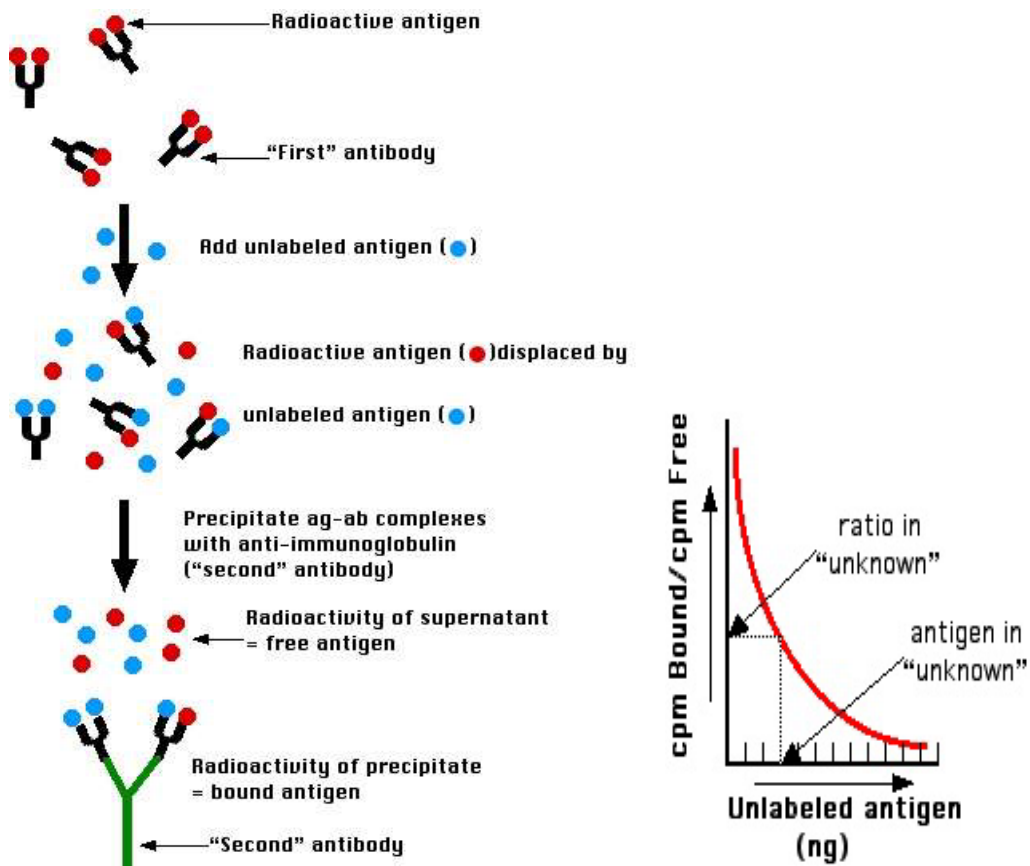 Radioactive antigen
“First” antibody
Add unlabeled antigen ( )
Radioactive antigen ( )displaced by
unlabeled antigen ( )
Precipitate ag-ab complexes
with anti-immunoglobulin
(“second” antibody)
Radioactivity of supernatant
= free antigen
Radioactivity of precipitate
= bound antigen
“Second” antibody
cpm Bound/cpm Free
ratio in
“unknown”
antigen in
“unknown”
Unlabeled antigen
(ng)